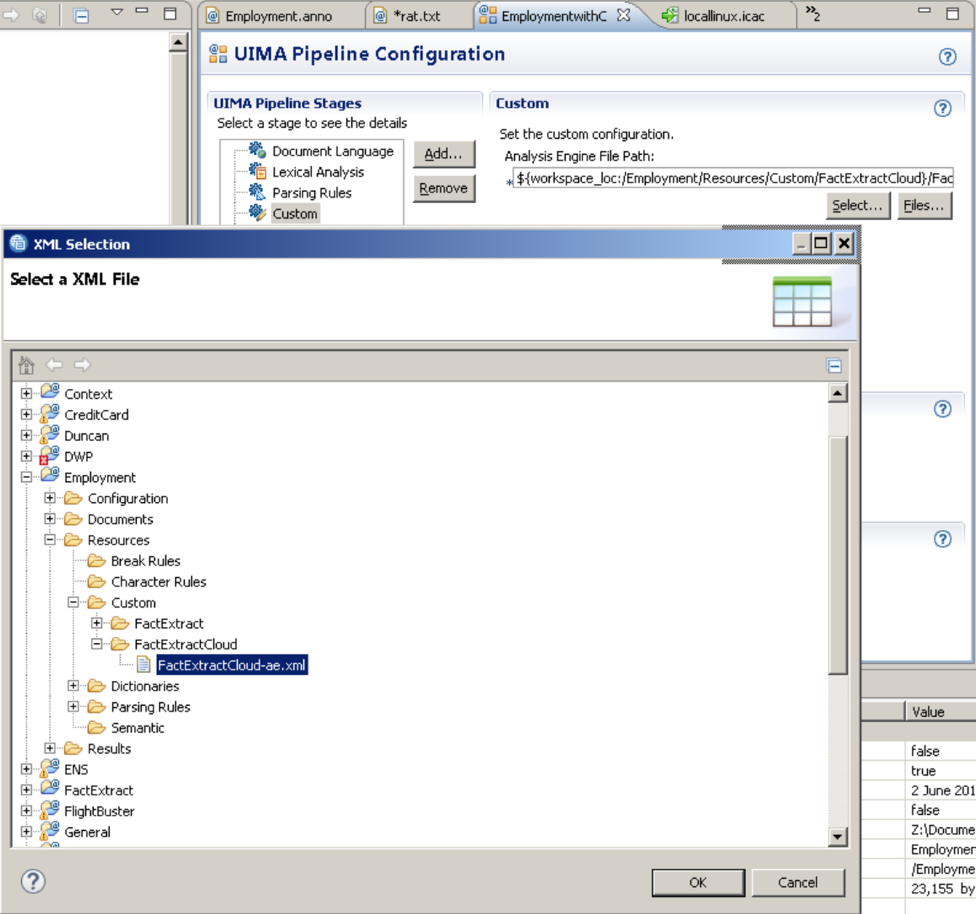 Employment.anno
*rat.txt
EmploymentwithC
locallinux.icac
»2
UIMA Pipeline Configuration
UIMA Pipeline Stages
Select a stage to see the details
Document Language
Lexical Analysis
Parsing Rules
Custom
Add...
Remove
Custom
Set the custom configuration.
Analysis Engine File Path:
*${workspace_loc:/Employment/Resources/Custom/FactExtractCloud}/Fac
Select...
Files...
XML Selection
Select a XML File
Context
CreditCard
Duncan
DWP
Employment
Configuration
Documents
Resources
Break Rules
Character Rules
Custom
FactExtract
FactExtractCloud
FactExtractCloud-ae.xml
Dictionaries
Parsing Rules
Semantic
Results
ENS
FactExtract
FlightBuster
General
OK
Cancel
Value
false
true
2 June 201
false
Z:\Docume
Employmen
/Employme
23,155 by